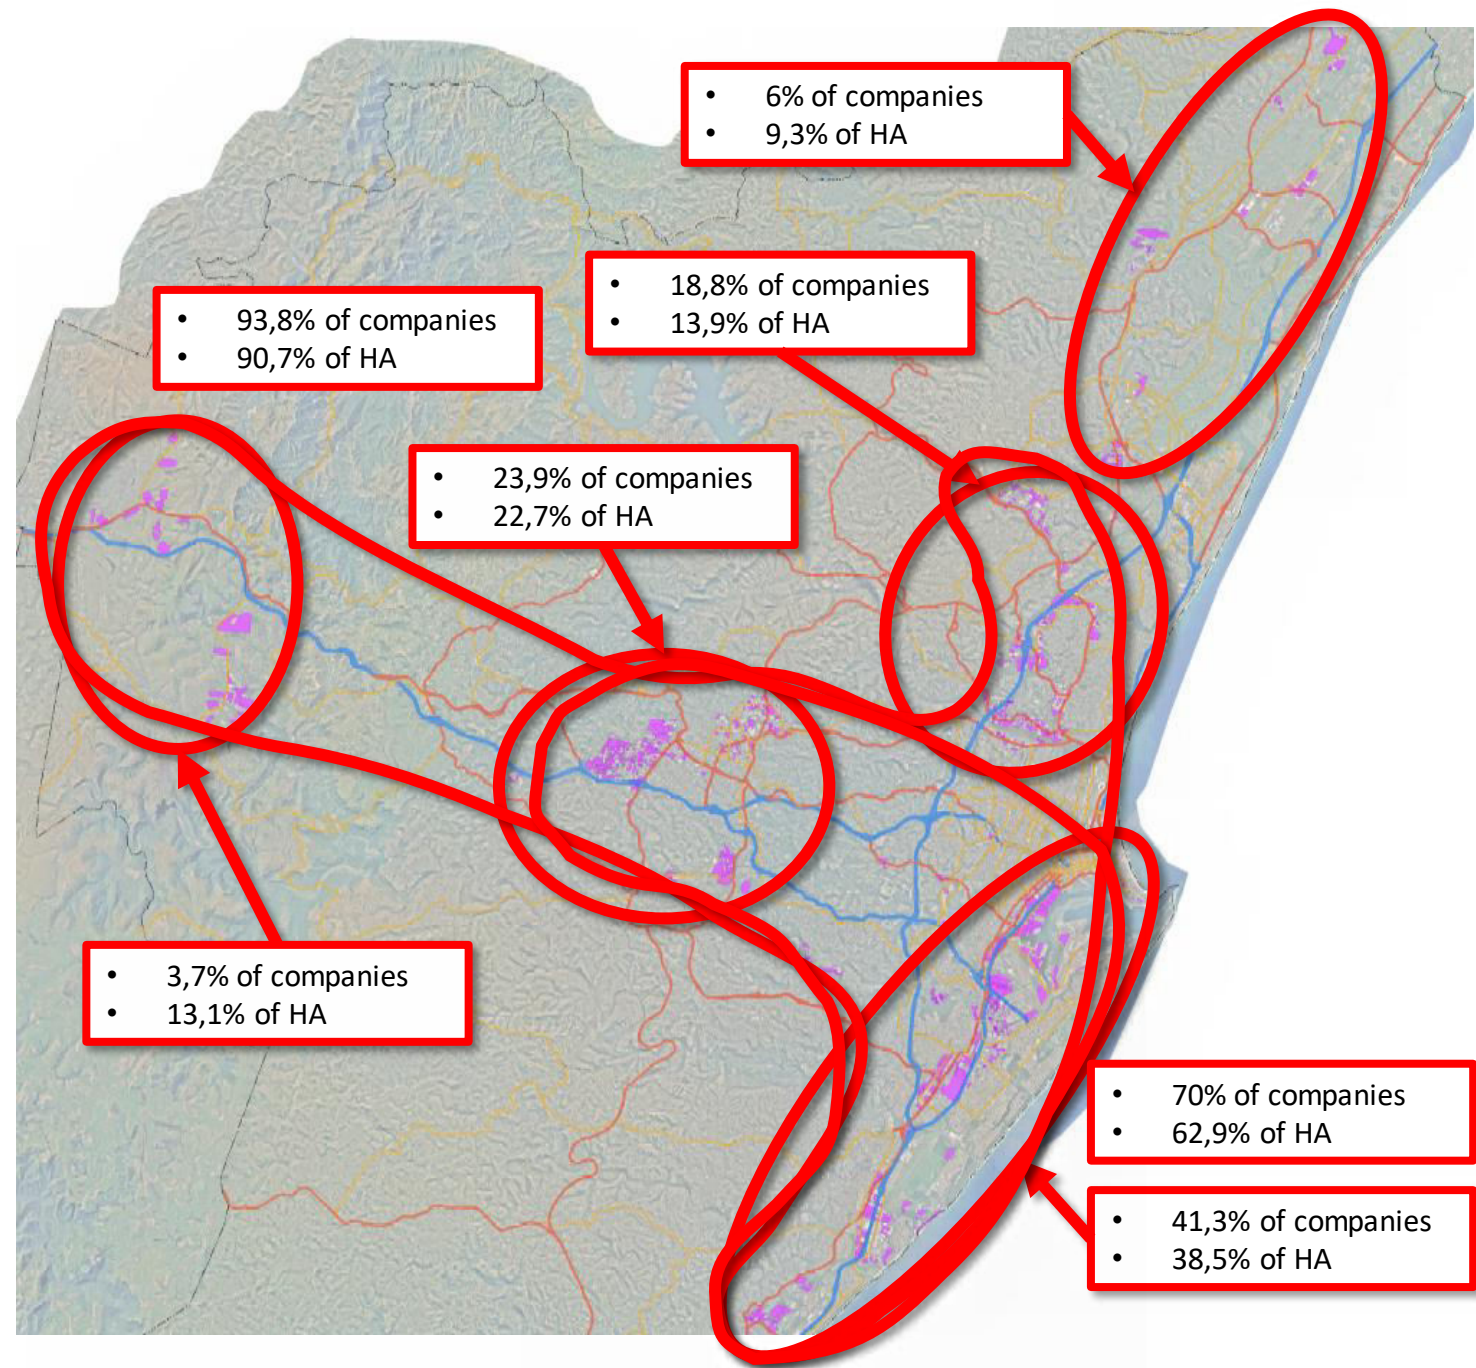 • 6% of companies
• 9,3% of HA
• 18,8% of companies
• 13,9% of HA
• 93,8% of companies
• 90,7% of HA
• 23,9% of companies
• 22,7% of HA
• 3,7% of companies
• 13,1% of HA
• 70% of companies
• 62,9% of HA
• 41,3% of companies
• 38,5% of HA